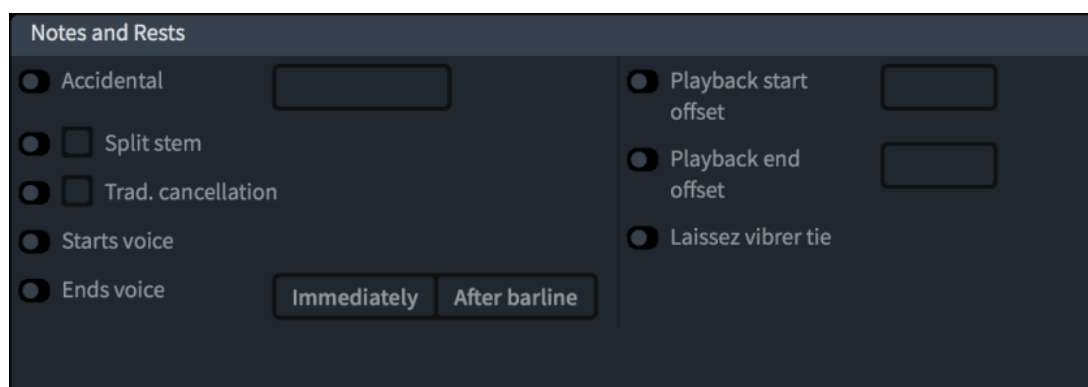 Notes and Rests
Accidental
Split stem
Trad. cancellation
Starts voice
Ends voice
Immediately
After barline
Playback start
offset
Playback end
offset
Laissez vibrer tie